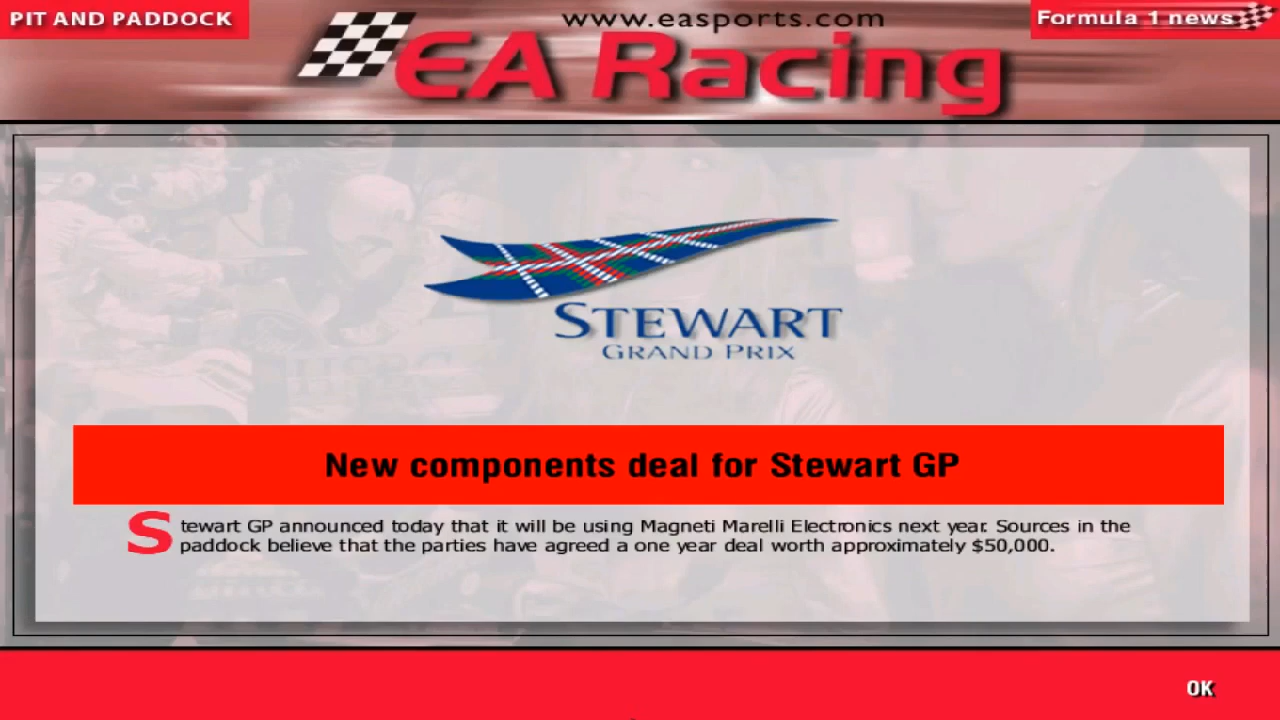 PIT AND PADDOCK
www.easports.com
Formula 1 news
EA Racing
STEWART
GRAND PRIX
New components deal for Stewart GP
Stewart GP announced today that it will be using Magneti Marelli Electronics next year. Sources in the
paddock believe that the parties have agreed a one year deal worth approximately $50,000.
OK